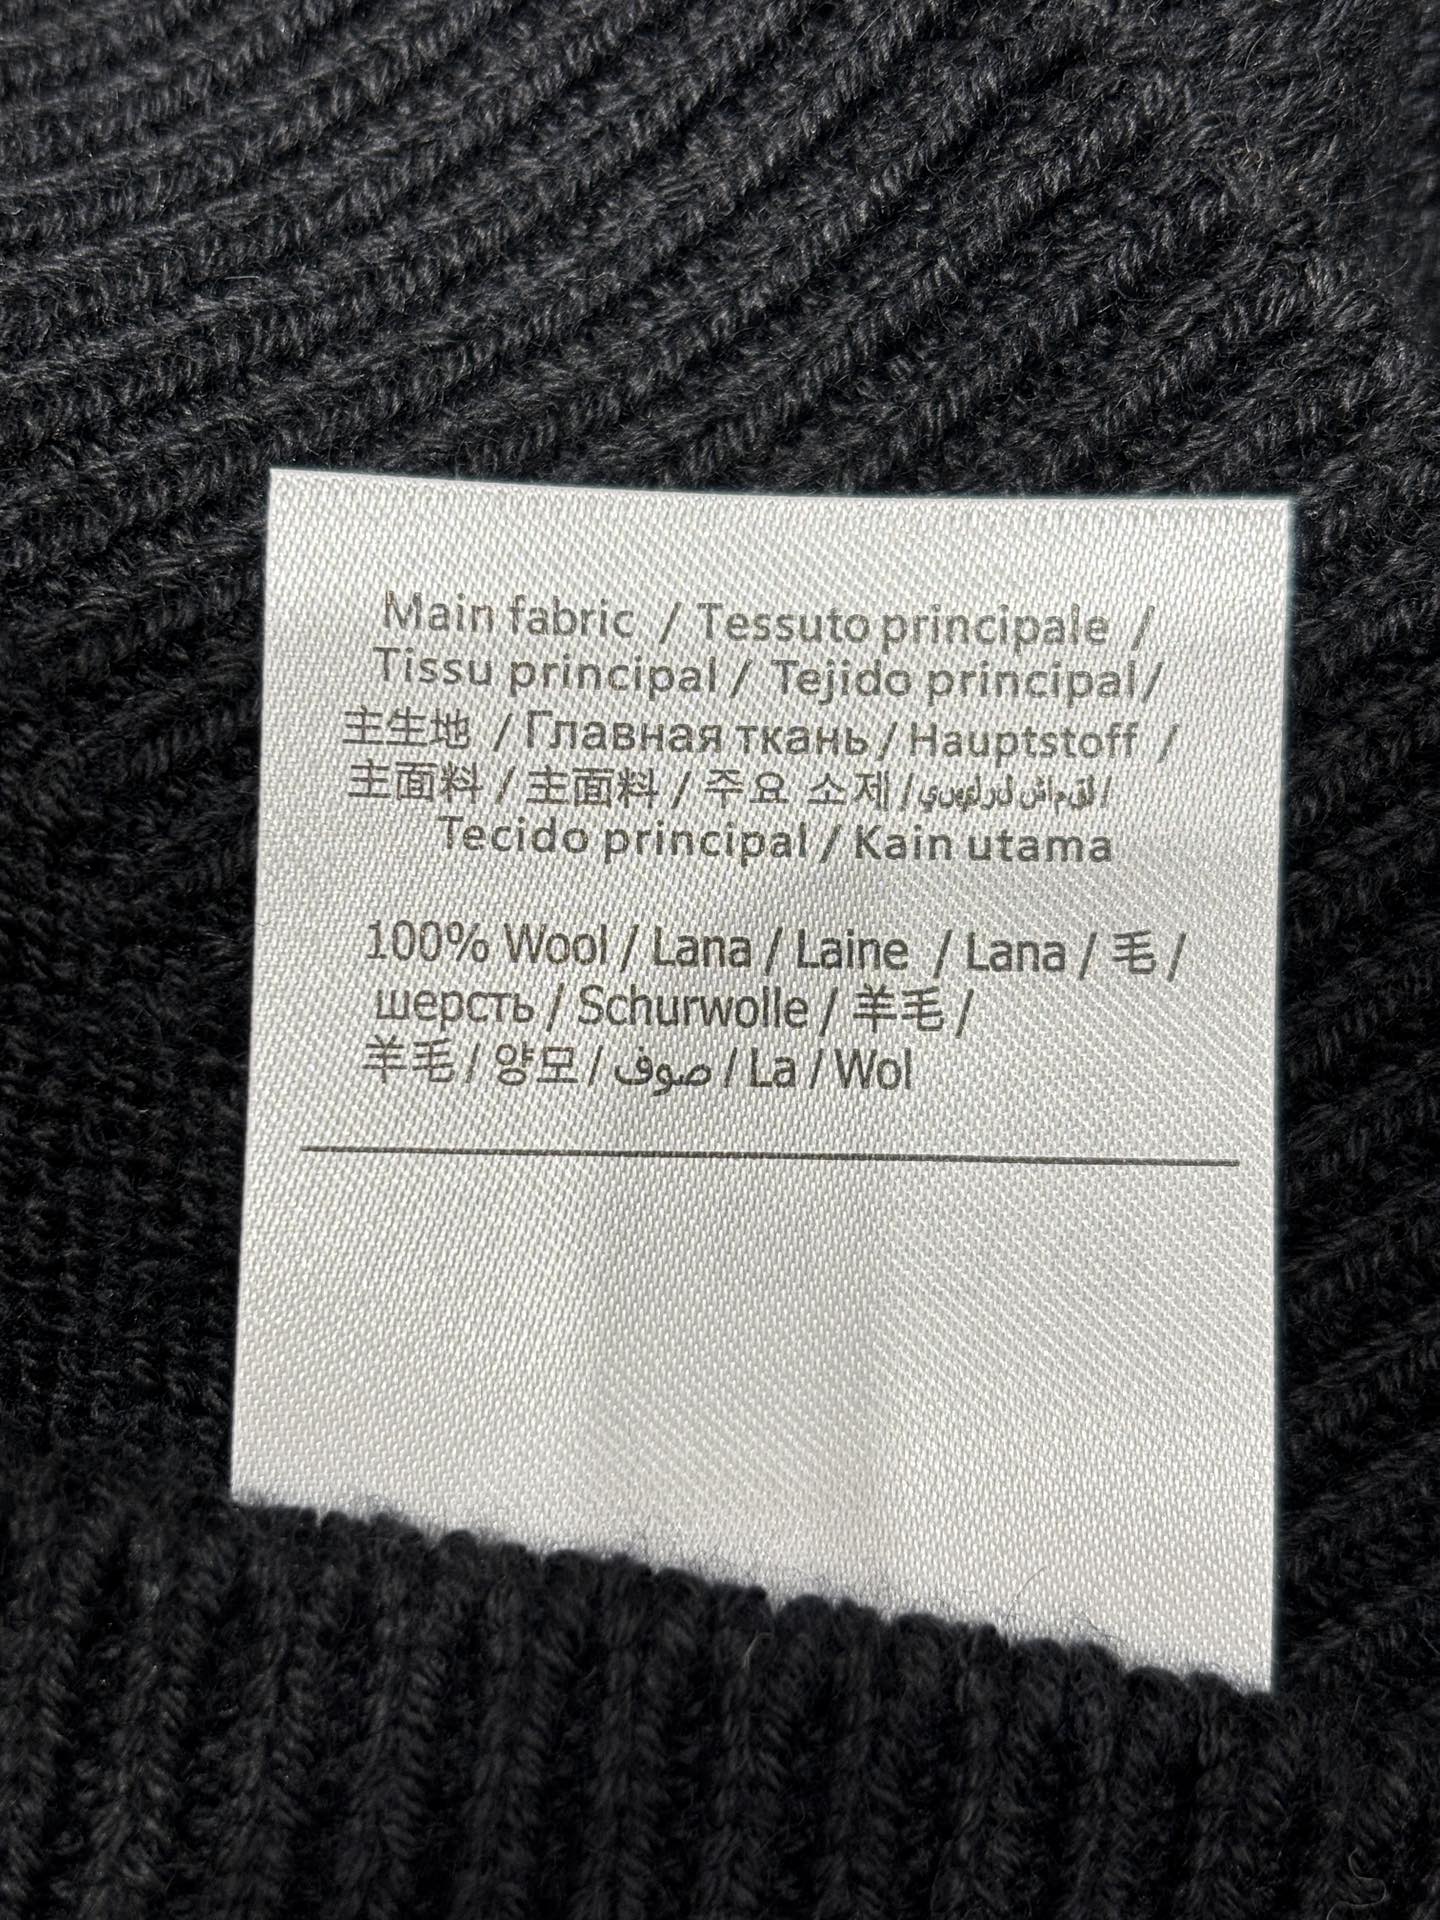 Main fabric / Tessuto principale /
Tissu principal / Tejido principal/
主生地 / Главная ткань / Hauptstoff /
主面料 / 主面料 / 주요 소제 / /
Tecido principal / Kain utama
100% Wool / Lana / Laine / Lana / 毛 /
шерсть / Schurwolle / 羊毛 /
羊毛 / 양모 / صوف / La / Wol